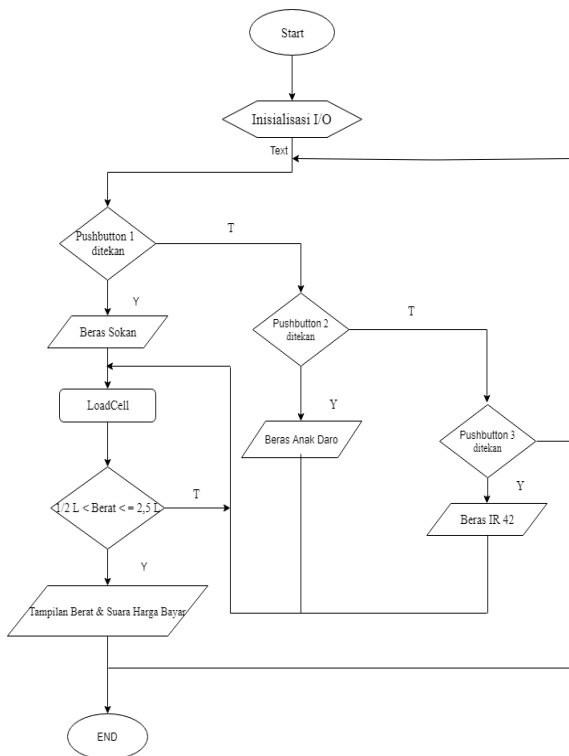 Start
Inisialisasi I/O
Text
Pushbutton 1
ditekan
T
Y
Beras Sokan
Pushbutton 2
ditekan
T
Y
Beras Anak Daro
LoadCell
Pushbutton 3
ditekan
Y
Beras IR 42
1/2 L < Berat < = 2,5 L
T
Y
Tampilan Berat & Suara Harga Bayar
END